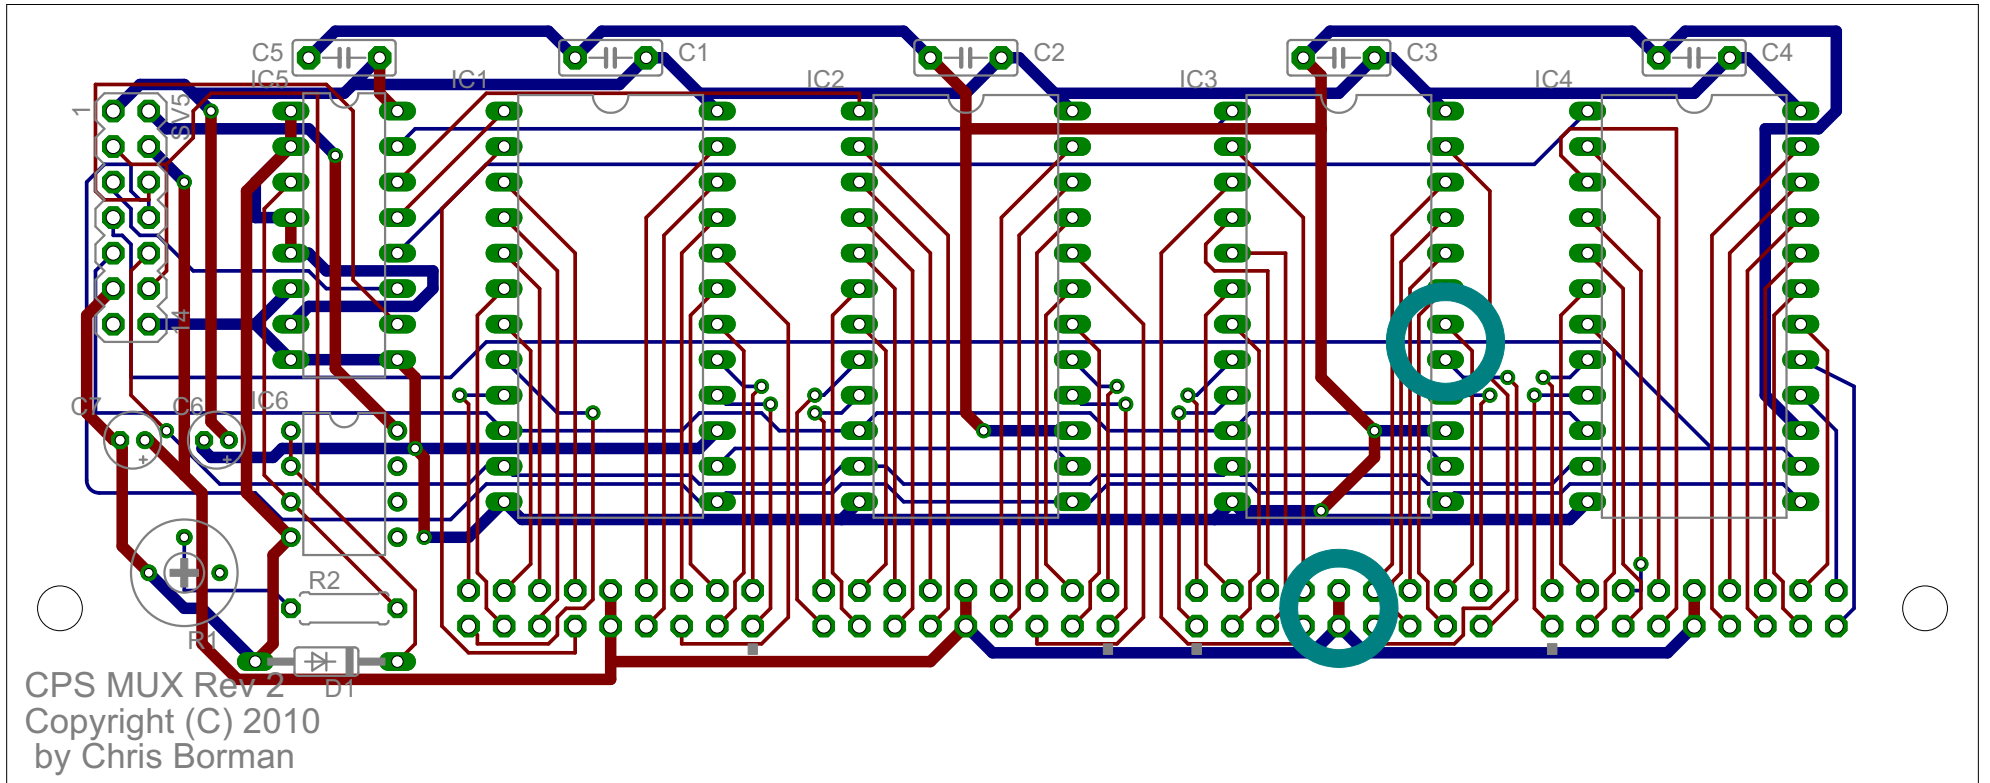 C5
C1
C2
C3
C4
IC5
IC1
IC2
IC3
IC4
1
SV5
14
C7
C6
IC6
+
+
R2
R1
D1
CPS MUX Rev 2
Copyright (C) 2010
by Chris Borman